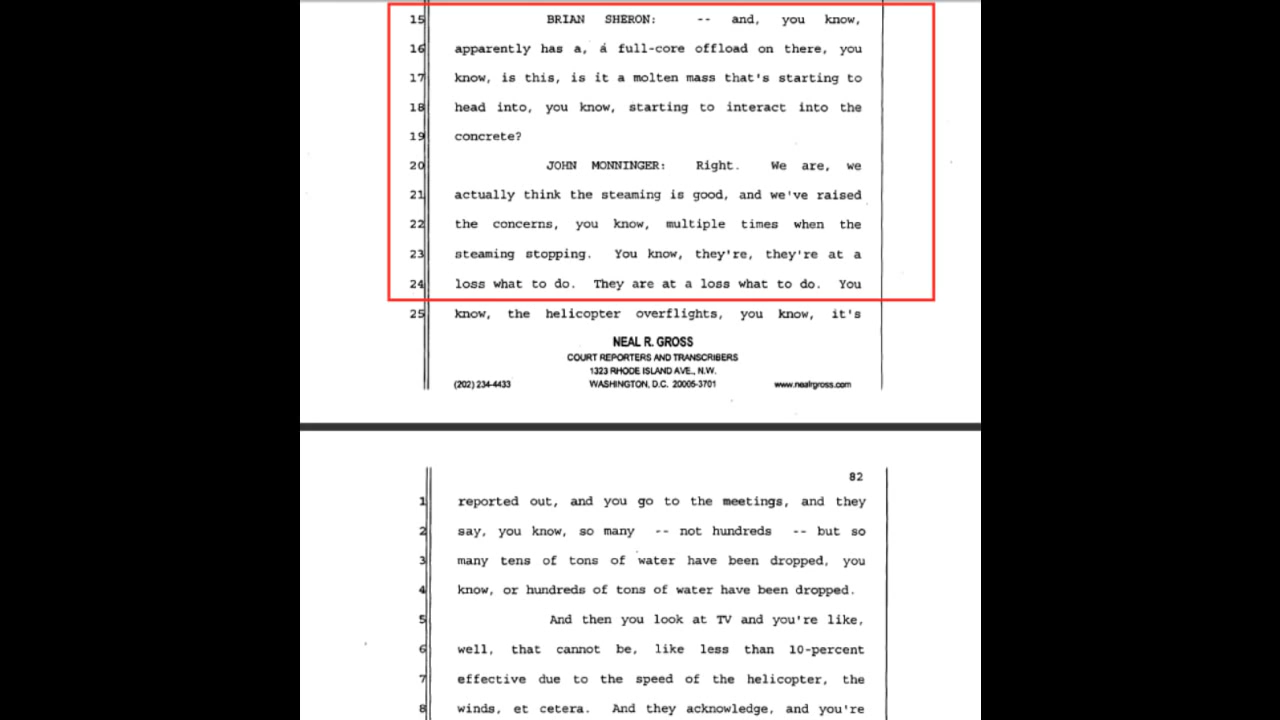 15 BRIAN SHERON: -- and, you know,
16 apparently has a, á full-core offload on there, you
17 know, is this, is it a molten mass that's starting to
18 head into, you know, starting to interact into the
19 concrete?
20 JOHN MONNINGER: Right. We are, we
21 actually think the steaming is good, and we've raised
22 the concerns, you know, multiple times when the
23 steaming stopping. You know, they're, they're at a
24 loss what to do. They are at a loss what to do. You
25 know, the helicopter overflights, you know, it's
NEAL R. GROSS
COURT REPORTERS AND TRANSCRIBERS
1323 RHODE ISLAND AVE., N.W.
(202) 234-4433 WASHINGTON, D.C. 20005-3701 www.nealrgross.com
82
1 reported out, and you go to the meetings, and they
2 say, you know, so many -- not hundreds -- but so
3 many tens of tons of water have been dropped, you
4 know, or hundreds of tons of water have been dropped.
5 And then you look at TV and you're like,
6 well, that cannot be, like less than 10-percent
7 effective due to the speed of the helicopter, the
8 winds, et cetera. And they acknowledge, and you're